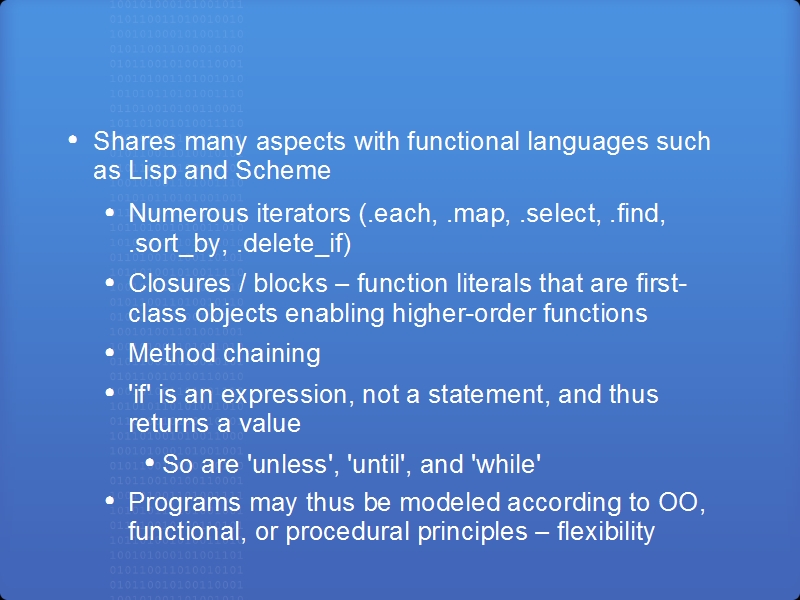 • Shares many aspects with functional languages such
as Lisp and Scheme
• Numerous iterators (.each, .map, .select, .find,
.sort_by, .delete_if)
• Closures / blocks – function literals that are first-
class objects enabling higher-order functions
• Method chaining
• 'if' is an expression, not a statement, and thus
returns a value
• So are 'unless', 'until', and 'while'
• Programs may thus be modeled according to OO,
functional, or procedural principles – flexibility